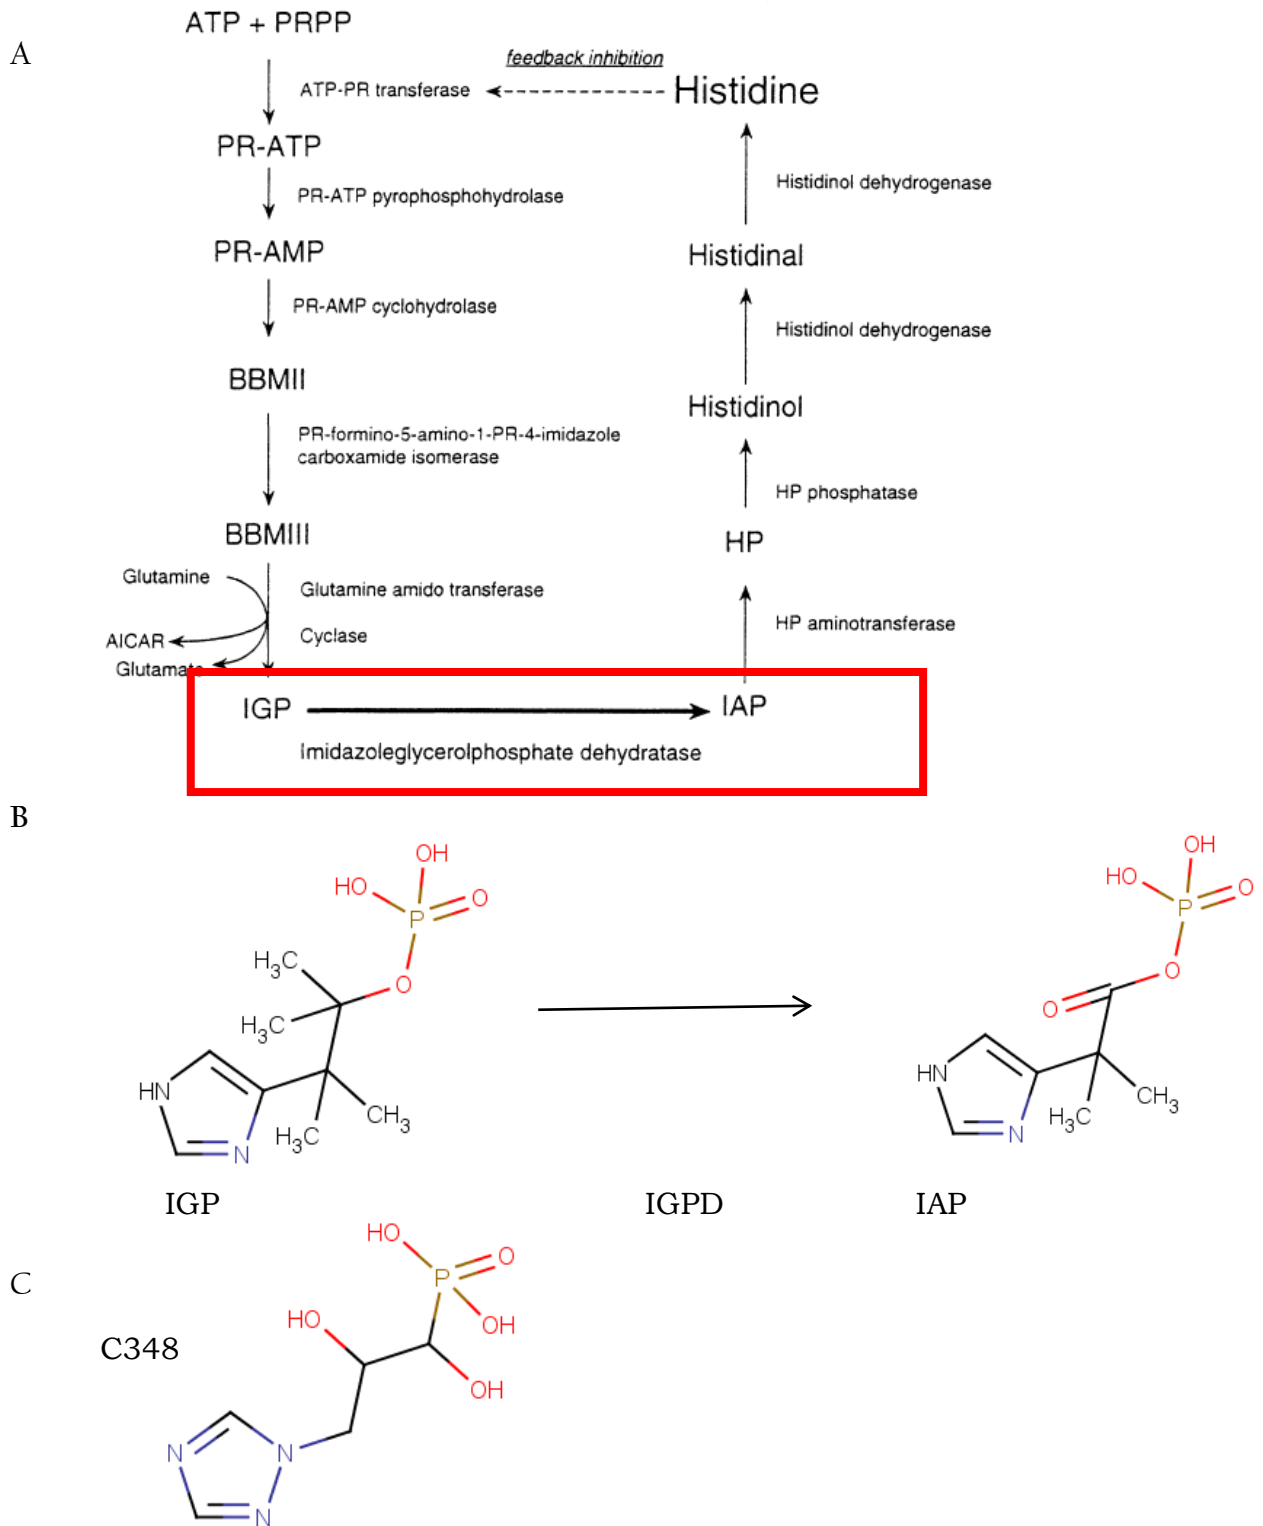 A
ATP + PRPP
feedback inhibition
ATP-PR transferase
Histidine
PR-ATP
PR-ATP pyrophosphohydrolase
Histidinol dehydrogenase
PR-AMP
Histidinal
PR-AMP cyclohydrolase
Histidinol dehydrogenase
BBMII
Histidinol
PR-formino-5-amino-1-PR-4-imidazole
carboxamide isomerase
HP phosphatase
BBMIII
HP
Glutamine
Glutamine amido transferase
HP aminotransferase
AICAR
Cyclase
Glutamate
IGP
IAP
Imidazoleglycerolphosphate dehydratase
B
OH
HO
P
O
O
H3C
H3C
HN
N
H3C
CH3
OH
HO
P
O
O
O
HN
N
H3C
CH3
IGP
IGPD
IAP
C
C348
HO
P
O
OH
HO
OH
N
N
N